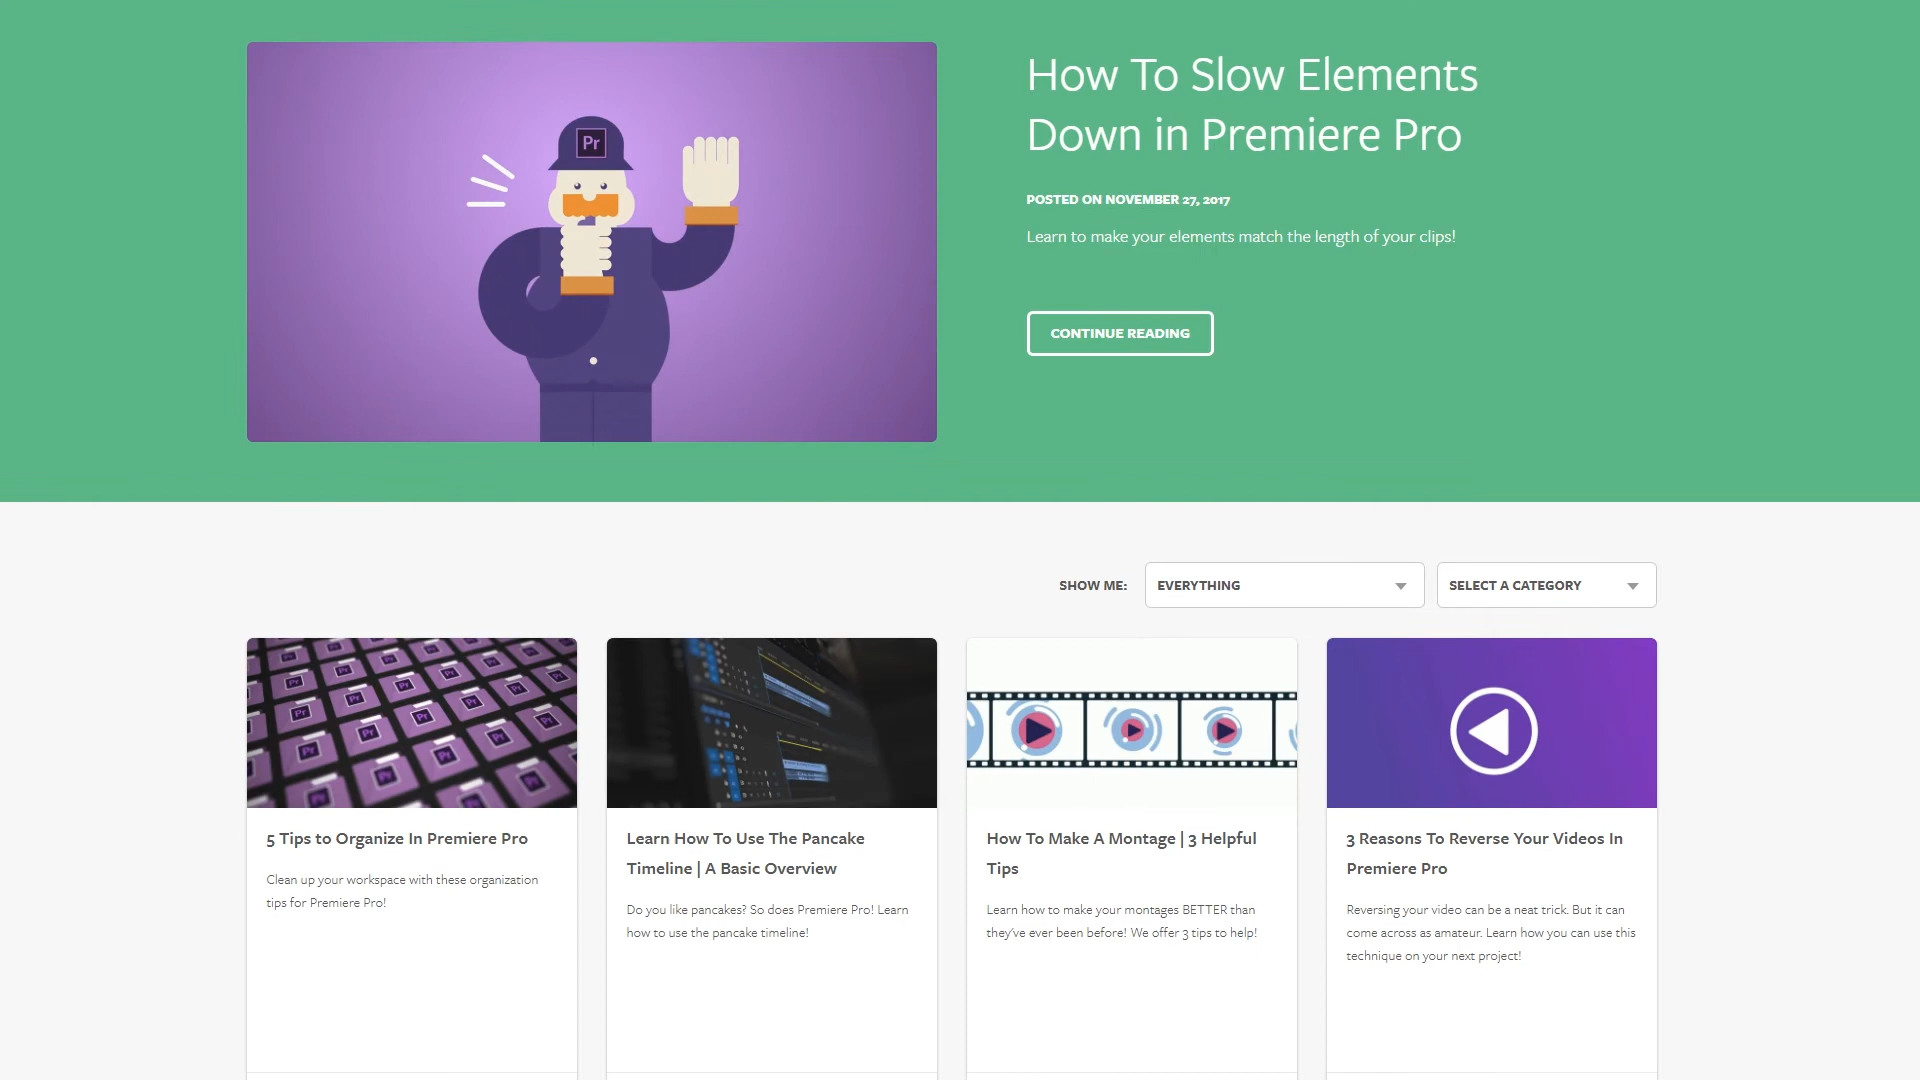 Pr
How To Slow Elements
Down in Premiere Pro
POSTED ON NOVEMBER 27, 2017
Learn to make your elements match the length of your clips!
CONTINUE READING
SHOW ME:
EVERYTHING
SELECT A CATEGORY
5 Tips to Organize In Premiere Pro
Clean up your workspace with these organization
tips for Premiere Pro!
Learn How To Use The Pancake
Timeline | A Basic Overview
Do you like pancakes? So does Premiere Pro! Learn
how to use the pancake timeline!
How To Make A Montage | 3 Helpful
Tips
Learn how to make your montages BETTER than
they've ever been before! We offer 3 tips to help!
3 Reasons To Reverse Your Videos In
Premiere Pro
Reversing your video can be a neat trick. But it can
come across as amateur. Learn how you can use this
technique on your next project!